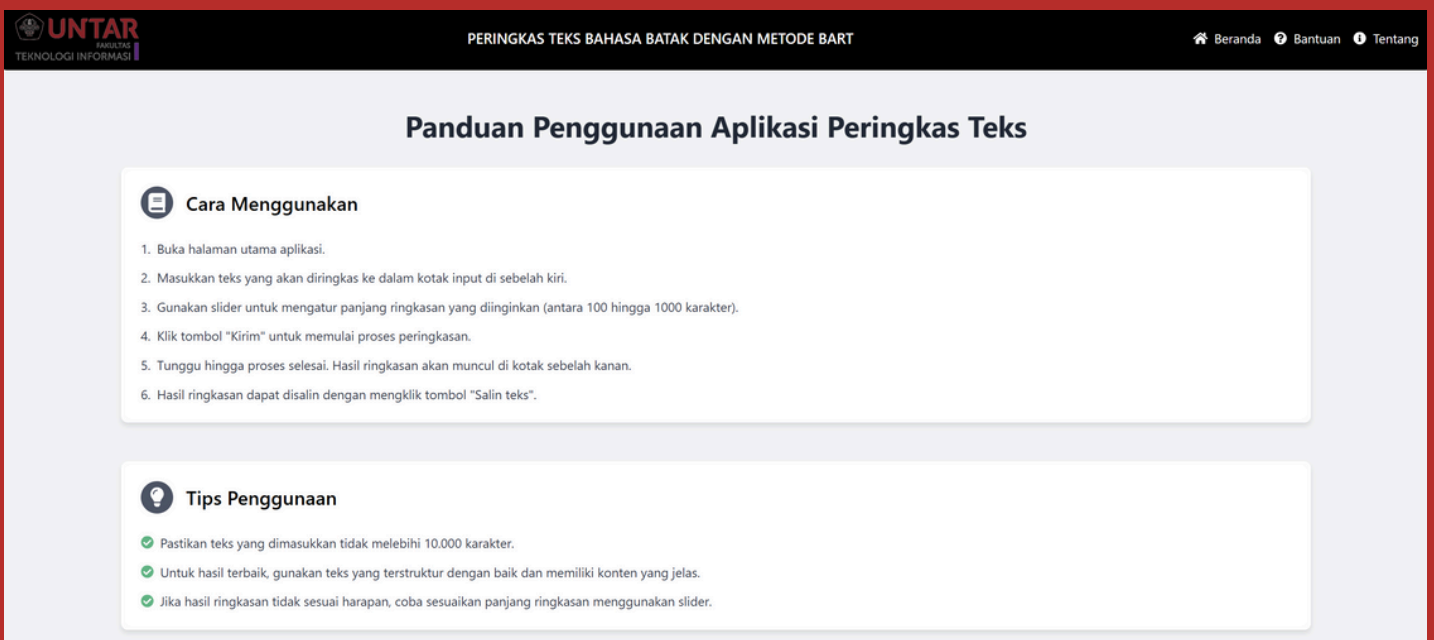 UNTAR
FAKULTAS
TEKNOLOGI INFORMASI
PERINGKAS TEKS BAHASA BATAK DENGAN METODE BART
Beranda Bantuan Tentang
Panduan Penggunaan Aplikasi Peringkas Teks
Cara Menggunakan
1. Buka halaman utama aplikasi.
2. Masukkan teks yang akan diringkas ke dalam kotak input di sebelah kiri.
3. Gunakan slider untuk mengatur panjang ringkasan yang diinginkan (antara 100 hingga 1000 karakter).
4. Klik tombol "Kirim" untuk memulai proses peringkasan.
5. Tunggu hingga proses selesai. Hasil ringkasan akan muncul di kotak sebelah kanan.
6. Hasil ringkasan dapat disalin dengan mengklik tombol "Salin teks".
Tips Penggunaan
Pastikan teks yang dimasukkan tidak melebihi 10.000 karakter.
Untuk hasil terbaik, gunakan teks yang terstruktur dengan baik dan memiliki konten yang jelas.
Jika hasil ringkasan tidak sesuai harapan, coba sesuaikan panjang ringkasan menggunakan slider.